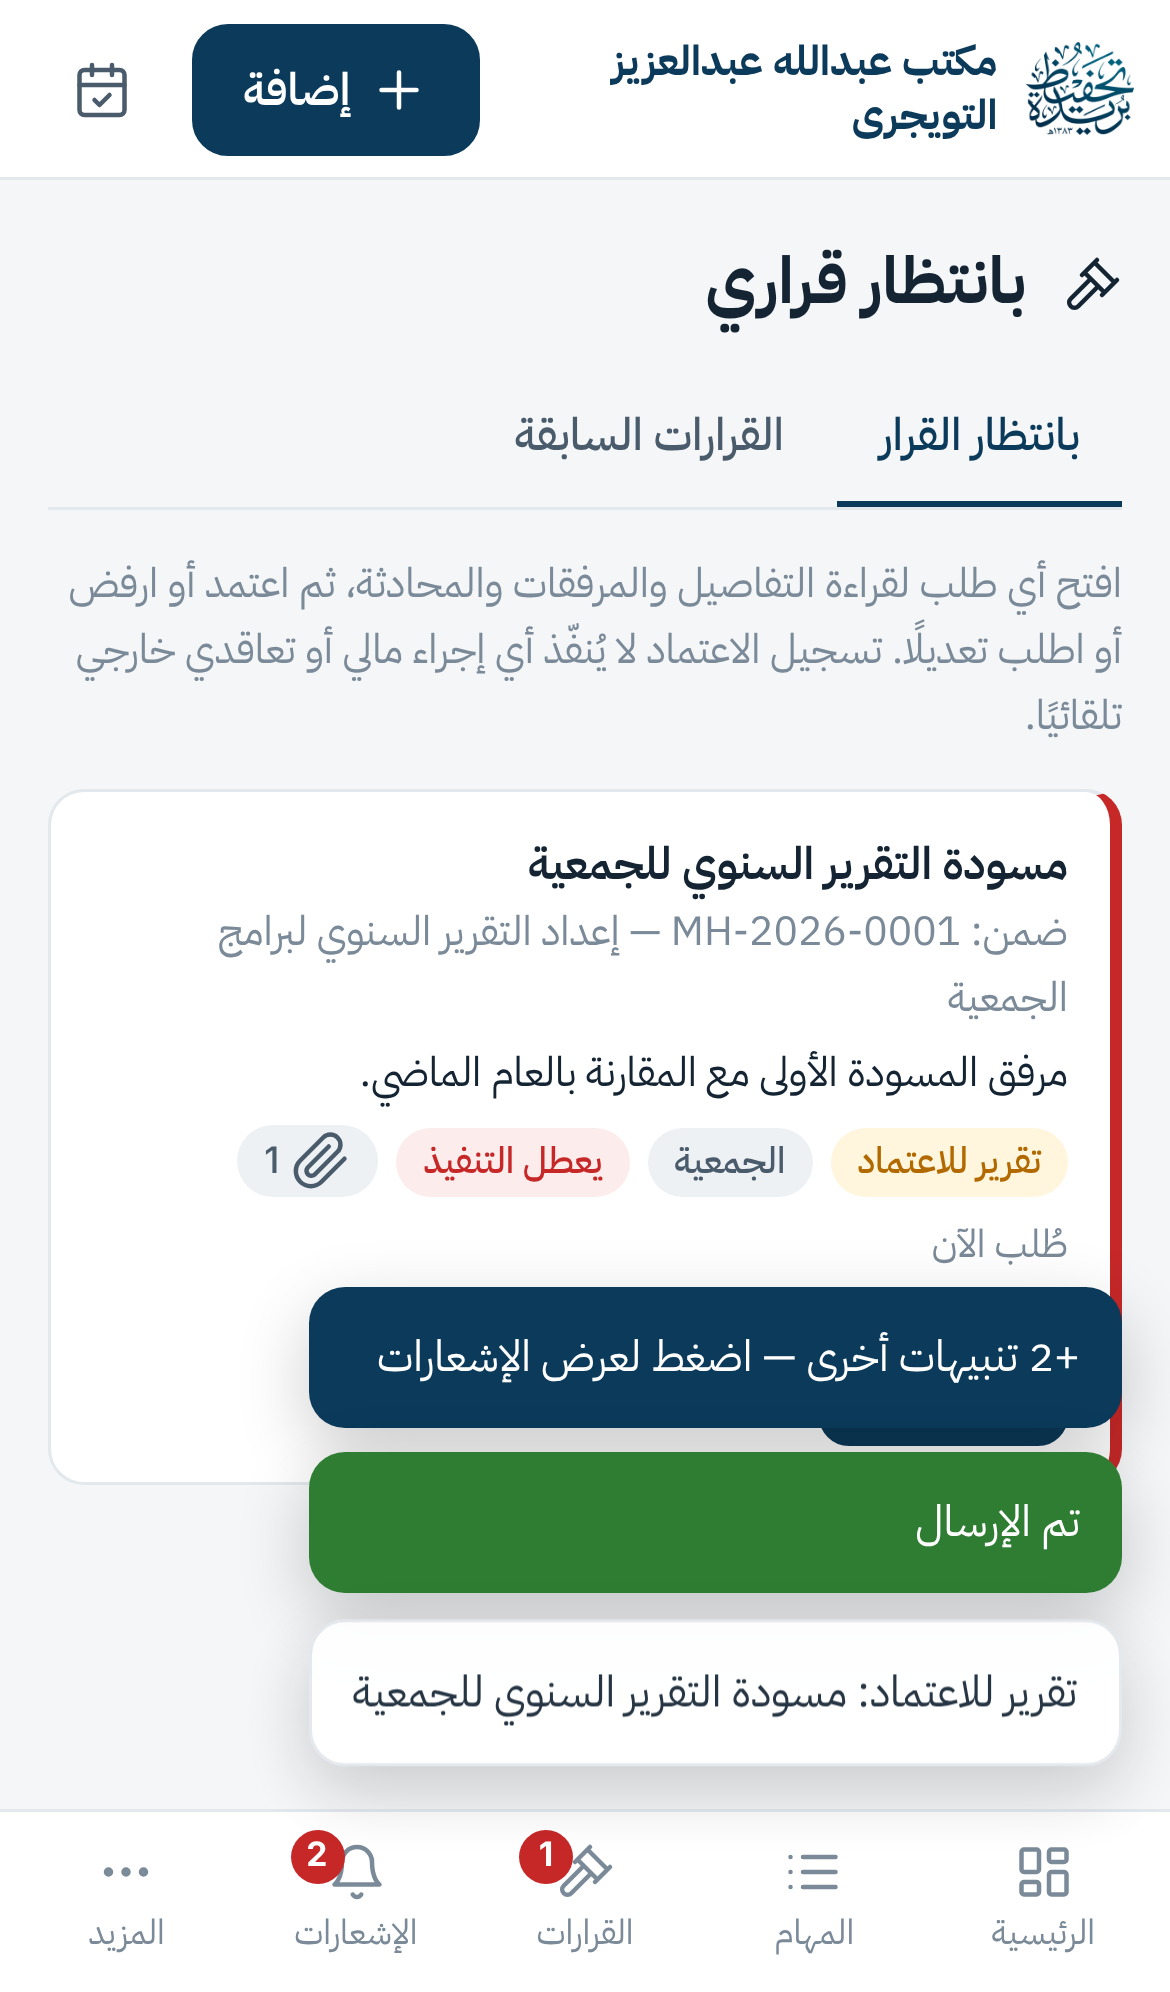 تحفيظ
بريدة
١٣٨٣هـ
مكتب عبدالله عبدالعزيز
التويجرى
إضافة
بانتظار قراري
بانتظار القرار
القرارات السابقة
افتح أي طلب لقراءة التفاصيل والمرفقات والمحادثة، ثم اعتمد أو ارفض
أو اطلب تعديلًا. تسجيل الاعتماد لا يُنفّذ أي إجراء مالي أو تعاقدي خارجي
تلقائيًا.
مسودة التقرير السنوي للجمعية
ضمن: MH-2026-0001 — إعداد التقرير السنوي لبرامج
الجمعية
مرفق المسودة الأولى مع المقارنة بالعام الماضي.
تقرير للاعتماد
الجمعية
يعطل التنفيذ
1
طُلب الآن
+2 تنبيهات أخرى — اضغط لعرض الإشعارات
تم الإرسال
تقرير للاعتماد: مسودة التقرير السنوي للجمعية
الرئيسية
المهام
1
القرارات
2
الإشعارات
المزيد